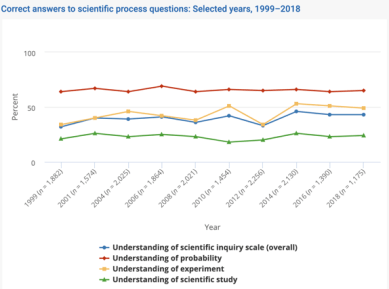 Correct answers to scientific process questions: Selected years, 1999–2018
100
50
0
Percent
1999 (n = 1,882)
2001 (n = 1,574)
2004 (n = 2,025)
2006 (n = 1,864)
2008 (n = 2,021)
2010 (n = 1,454)
2012 (n = 2,256)
2014 (n = 2,130)
2016 (n = 1,390)
2018 (n = 1,175)
Year
Understanding of scientific inquiry scale (overall)
Understanding of probability
Understanding of experiment
Understanding of scientific study